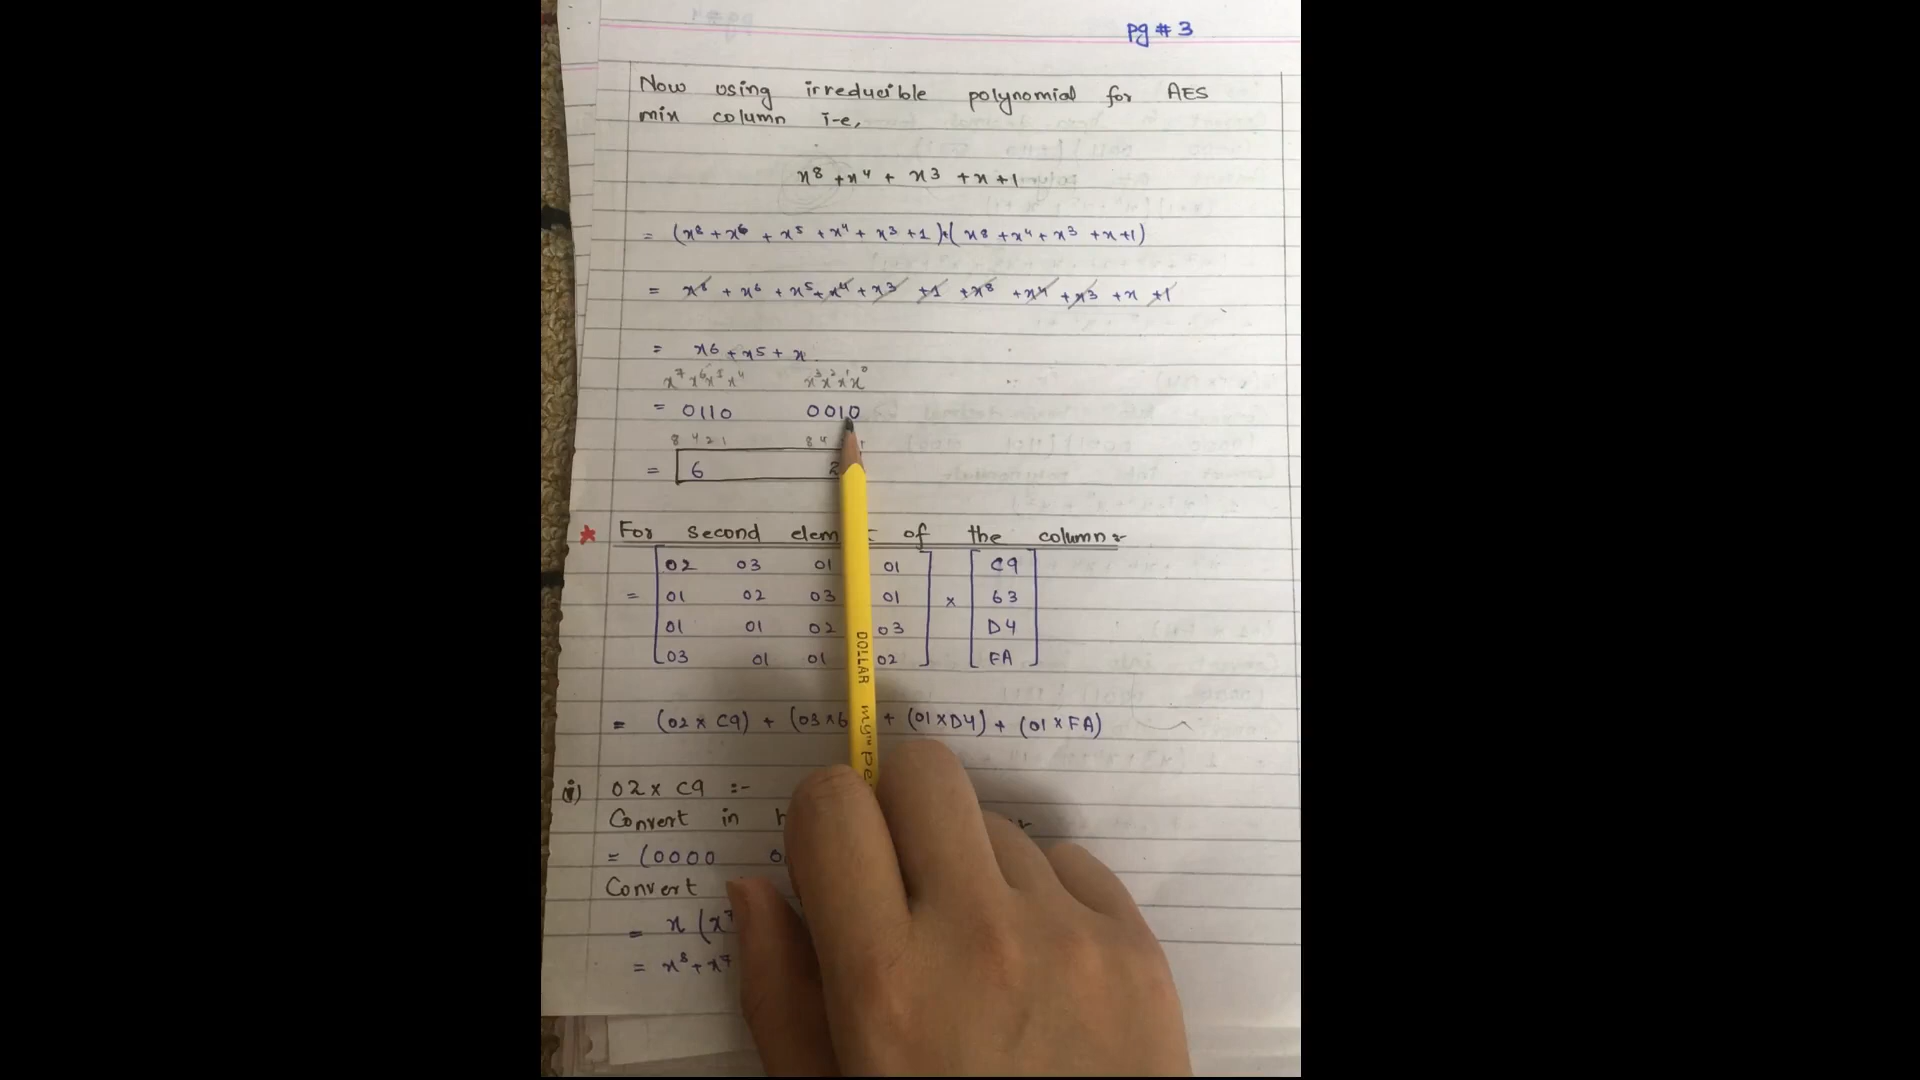 pg # 3
Now using irreducible polynomial for AES
mix column i-e,
x⁸ + x⁴ + x³ + x + 1
= (x⁸ + x⁶ + x⁵ + x⁴ + x³ + 1) + (x⁸ + x⁴ + x³ + x + 1)
= x⁸ + x⁶ + x⁵ + x⁴ + x³ + 1 + x⁸ + x⁴ + x³ + x + 1
= x⁶ + x⁵ + x
x⁷ x⁶ x⁵ x⁴ x³ x² x¹ x⁰
= 0110 0010
8 4 2 1 8 4 1
= 6 2
* For second of the column:-
02 03 01 01 C9
= 01 02 03 01 x 63
01 01 02 03 D4
03 01 01 02 FA
= (02 x C9) + (03 x 6 + (01 x D4) + (01 x FA)
(i) 02 x C9 :-
Convert in
= (0000
Convert
= x (x⁷
= x⁸ + x⁷
DOLLAR my™ Pe